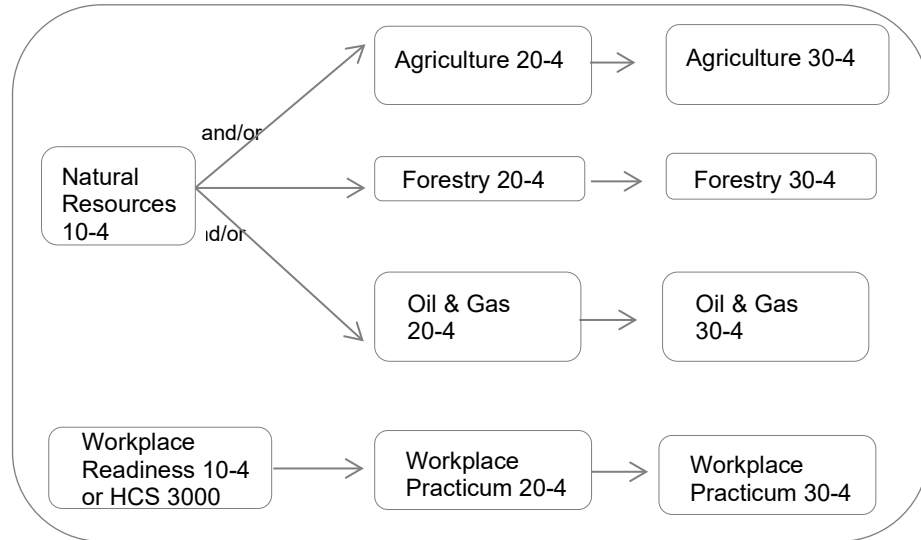 Agriculture 20-4
Agriculture 30-4
and/or
Natural
Resources
10-4
Forestry 20-4
Forestry 30-4
nd/or
Oil & Gas
20-4
Oil & Gas
30-4
Workplace
Readiness 10-4
or HCS 3000
Workplace
Practicum 20-4
Workplace
Practicum 30-4